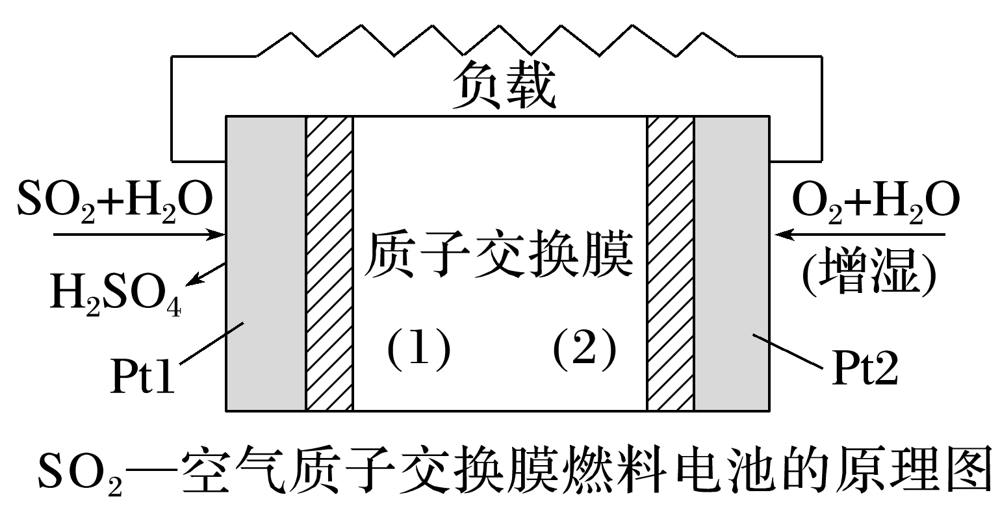 负载
SO₂+H₂O
O₂+H₂O
(增湿)
质子交换膜
H₂SO₄
(1)
(2)
Pt1
Pt2
SO₂—空气质子交换膜燃料电池的原理图